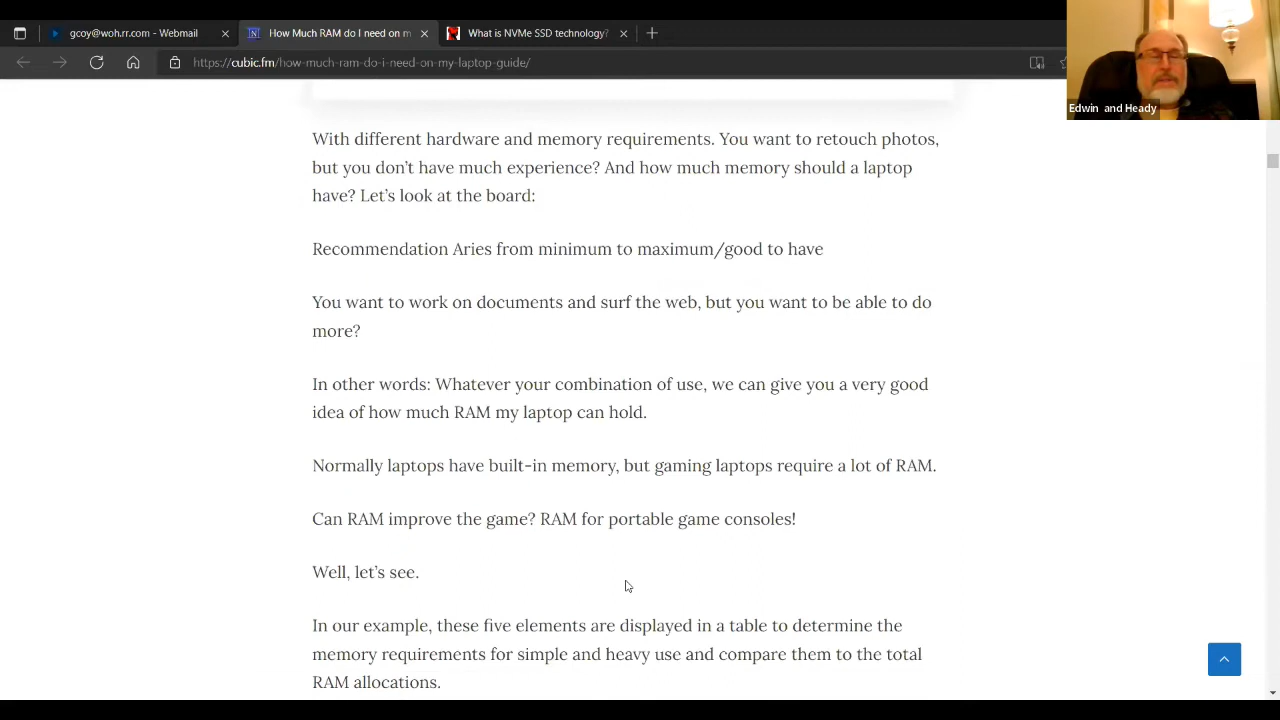 gcoy@woh.rr.com - Webmail
How Much RAM do I need on m
What is NVMe SSD technology?
https://cubic.fm/how-much-ram-do-i-need-on-my-laptop-guide/
Edwin and Heady
With different hardware and memory requirements. You want to retouch photos,
but you don’t have much experience? And how much memory should a laptop
have? Let’s look at the board:
Recommendation Aries from minimum to maximum/good to have
You want to work on documents and surf the web, but you want to be able to do
more?
In other words: Whatever your combination of use, we can give you a very good
idea of how much RAM my laptop can hold.
Normally laptops have built-in memory, but gaming laptops require a lot of RAM.
Can RAM improve the game? RAM for portable game consoles!
Well, let’s see.
In our example, these five elements are displayed in a table to determine the
memory requirements for simple and heavy use and compare them to the total
RAM allocations.